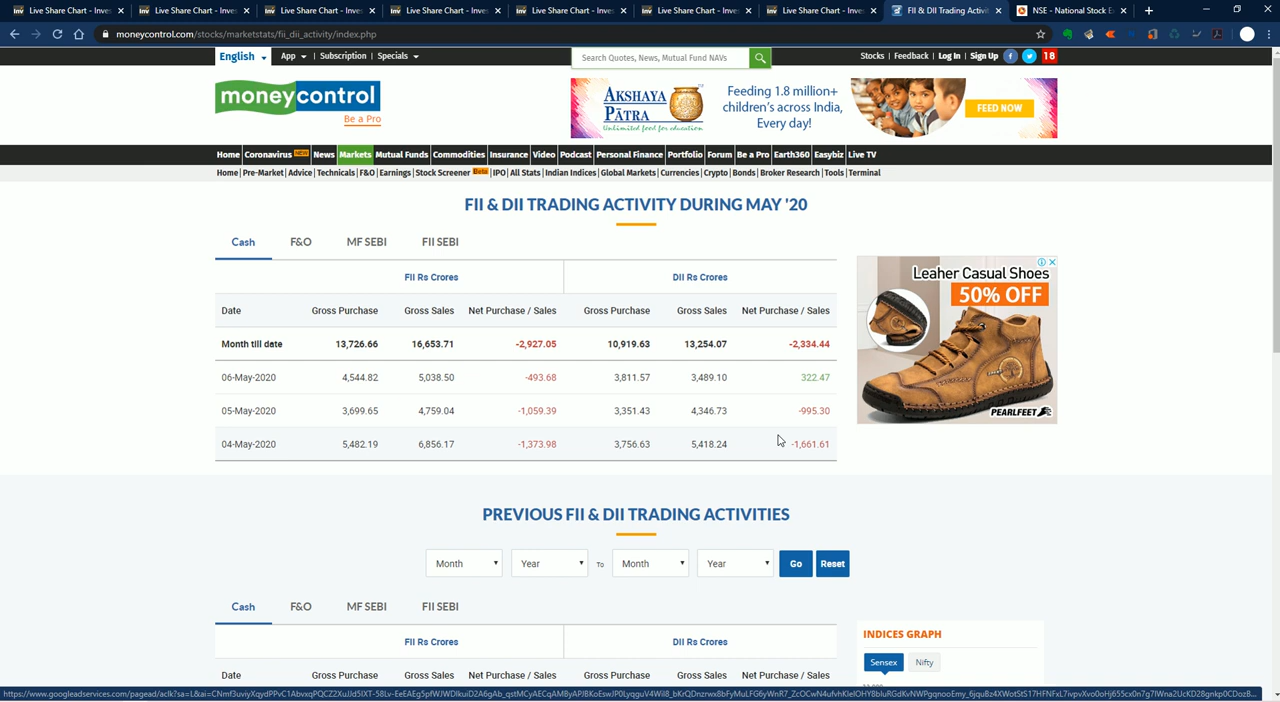 Live Share Chart - Inves
Live Share Chart - Inves
Live Share Chart - Inves
Live Share Chart - Inves
Live Share Chart - Inves
Live Share Chart - Inves
Live Share Chart - Inves
FII & DII Trading Activity
NSE - National Stock Ex
moneycontrol.com/stocks/marketstats/fii_dii_activity/index.php
English App | Subscription | Specials
Search Quotes, News, Mutual Fund NAVs
Stocks | Feedback | Log In | Sign Up 18
moneycontrol
Be a Pro
AKSHAYA PĀTRA
Unlimited food for education
Feeding 1.8 million+
children's across India,
Every day!
FEED NOW
Home Coronavirus NEW News Markets Mutual Funds Commodities Insurance Video Podcast Personal Finance Portfolio Forum Be a Pro Earth360 Easybiz Live TV
Home | Pre-Market | Advice | Technicals | F&O | Earnings | Stock Screener Beta | IPO | All Stats | Indian Indices | Global Markets | Currencies | Crypto | Bonds | Broker Research | Tools | Terminal
FII & DII TRADING ACTIVITY DURING MAY '20
Cash F&O MF SEBI FII SEBI
FII Rs Crores DII Rs Crores
Date Gross Purchase Gross Sales Net Purchase / Sales Gross Purchase Gross Sales Net Purchase / Sales
Month till date 13,726.66 16,653.71 -2,927.05 10,919.63 13,254.07 -2,334.44
06-May-2020 4,544.82 5,038.50 -493.68 3,811.57 3,489.10 322.47
05-May-2020 3,699.65 4,759.04 -1,059.39 3,351.43 4,346.73 -995.30
04-May-2020 5,482.19 6,856.17 -1,373.98 3,756.63 5,418.24 -1,661.61
Leaher Casual Shoes
50% OFF
PEARLFEET
PREVIOUS FII & DII TRADING ACTIVITIES
Month Year To Month Year Go Reset
Cash F&O MF SEBI FII SEBI
FII Rs Crores DII Rs Crores
Date Gross Purchase Gross Sales Net Purchase / Sales Gross Purchase Gross Sales Net Purchase / Sales
INDICES GRAPH
Sensex Nifty